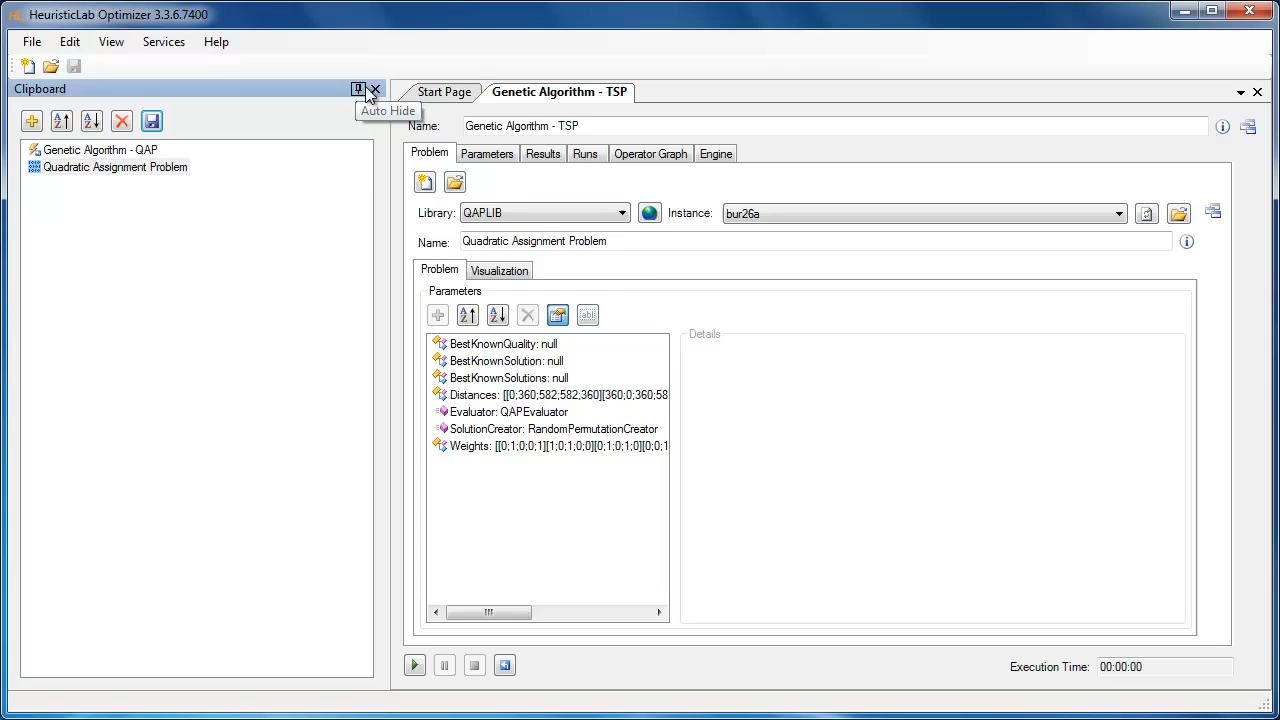 HeuristicLab Optimizer 3.3.6.7400
File Edit View Services Help
Clipboard
Auto Hide
Genetic Algorithm - QAP
Quadratic Assignment Problem
Start Page Genetic Algorithm - TSP
Name: Genetic Algorithm - TSP
Problem Parameters Results Runs Operator Graph Engine
Library: QAPLIB Instance: bur26a
Name: Quadratic Assignment Problem
Problem Visualization
Parameters
Details
BestKnownQuality: null
BestKnownSolution: null
BestKnownSolutions: null
Distances: [[0;360;582;582;360][360;0;360;58
Evaluator: QAPEvaluator
SolutionCreator: RandomPermutationCreator
Weights: [[0;1;0;0;1][1;0;1;0;0][0;1;0;1;0][0;0;1
Execution Time: 00:00:00